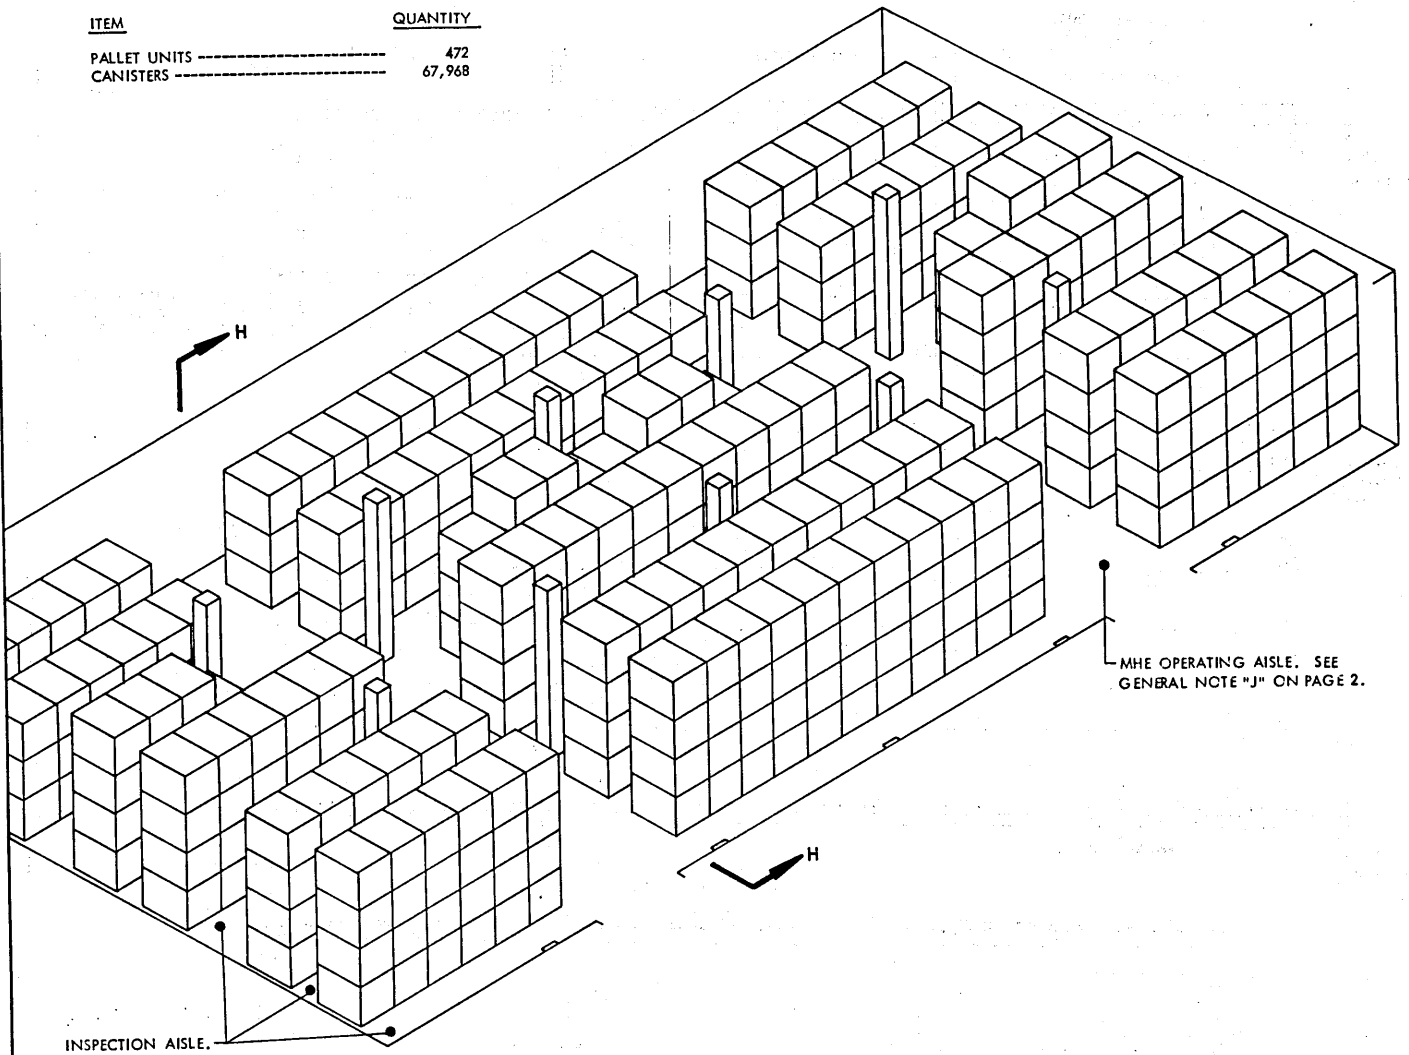 ITEM QUANTITY
PALLET UNITS ---------------------- 472
CANISTERS ------------------------- 67,968
H
MHE OPERATING AISLE. SEE
GENERAL NOTE "J" ON PAGE 2.
H
INSPECTION AISLE.